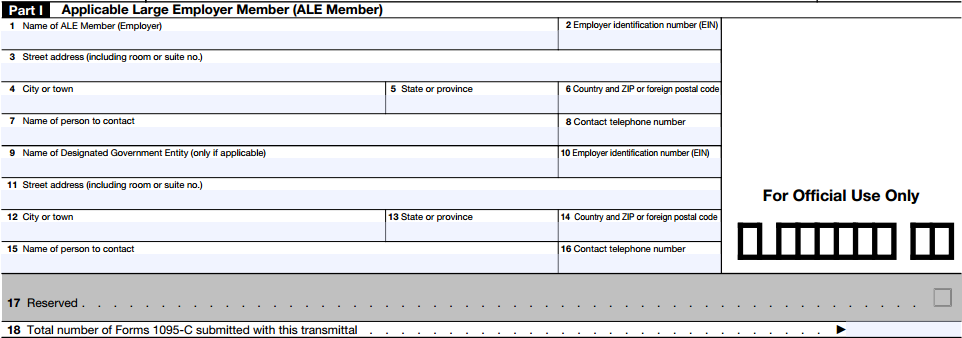 Part I Applicable Large Employer Member (ALE Member)
1 Name of ALE Member (Employer)
2 Employer identification number (EIN)
3 Street address (including room or suite no.)
4 City or town
5 State or province
6 Country and ZIP or foreign postal code
7 Name of person to contact
8 Contact telephone number
9 Name of Designated Government Entity (only if applicable)
10 Employer identification number (EIN)
11 Street address (including room or suite no.)
12 City or town
13 State or province
14 Country and ZIP or foreign postal code
15 Name of person to contact
16 Contact telephone number
For Official Use Only
17 Reserved
18 Total number of Forms 1095-C submitted with this transmittal